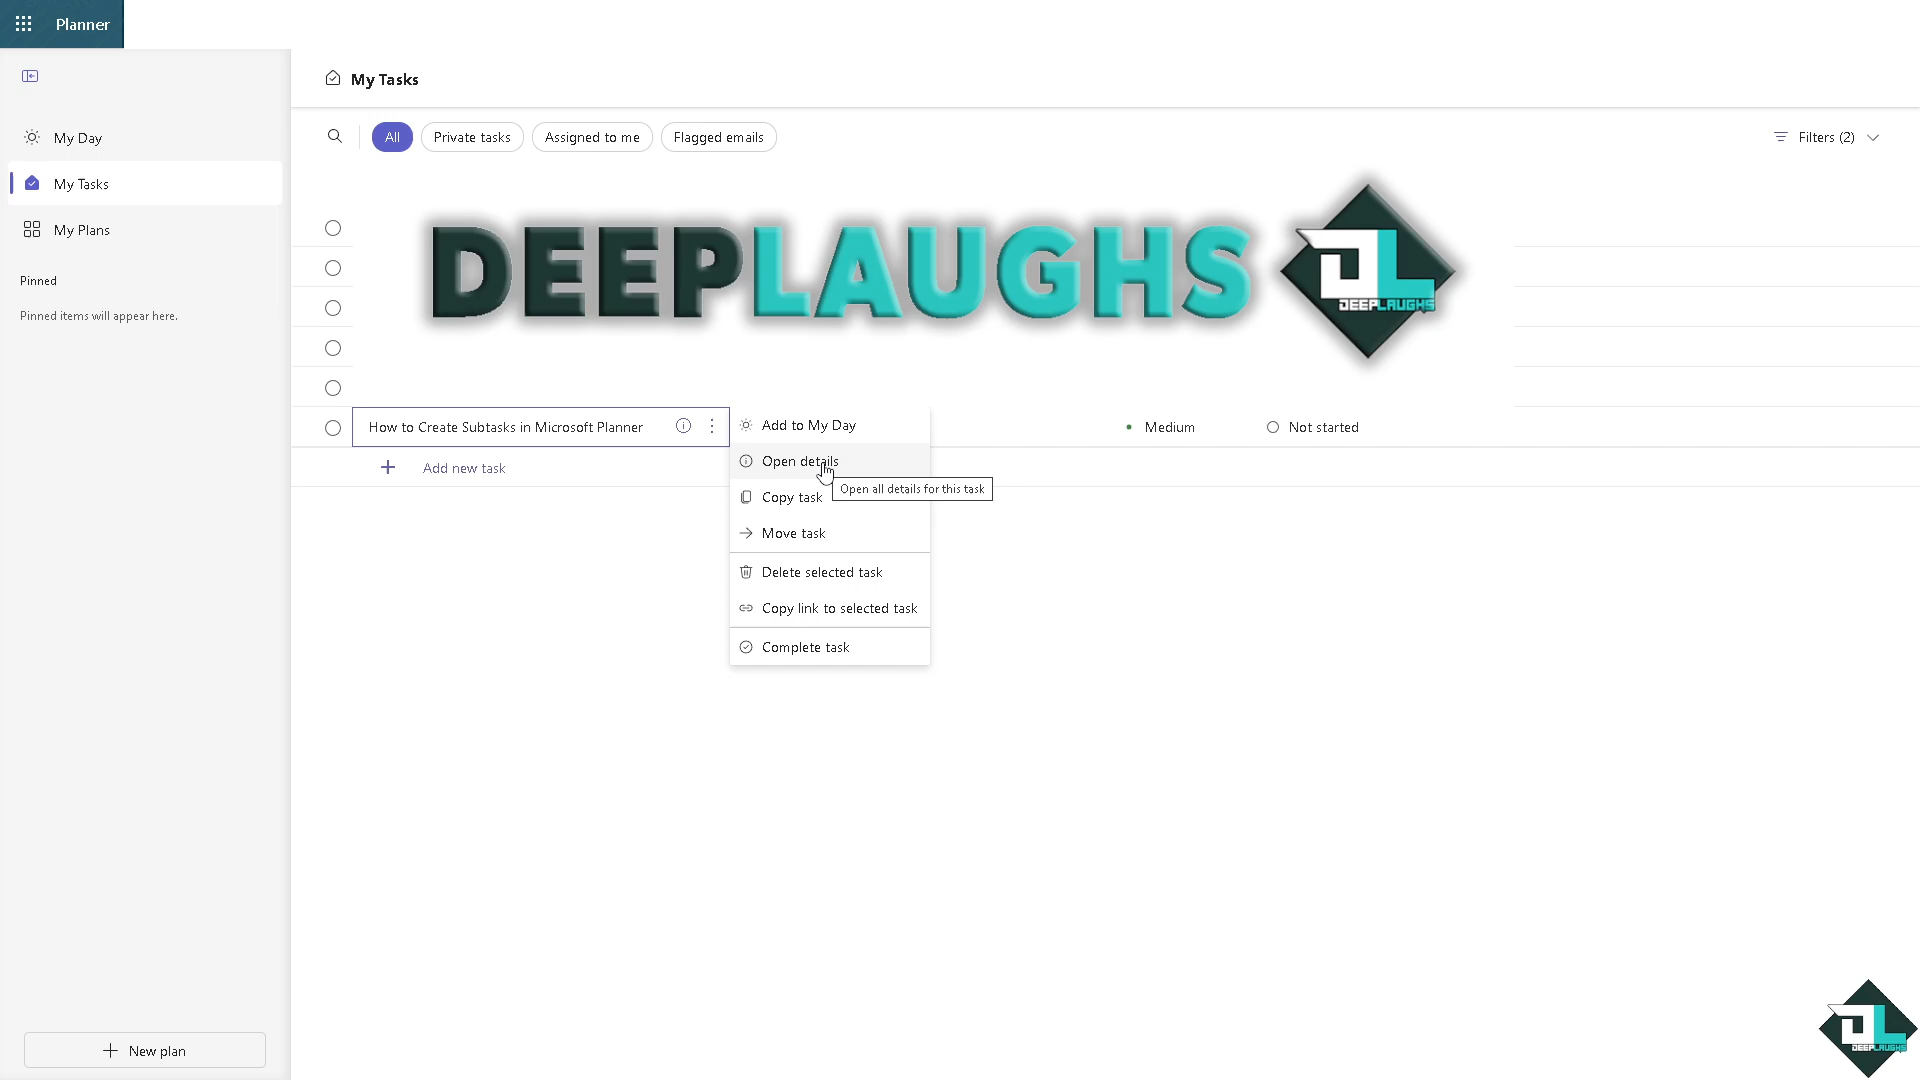 Planner
My Tasks
My Day
My Tasks
My Plans
Pinned
Pinned items will appear here.
All
Private tasks
Assigned to me
Flagged emails
Filters (2)
DEEPLAUGHS
DL
DEEPLAUGHS
How to Create Subtasks in Microsoft Planner
Medium
Not started
Add new task
Add to My Day
Open details
Open all details for this task
Copy task
Move task
Delete selected task
Copy link to selected task
Complete task
New plan
DL
DEEPLAUGHS